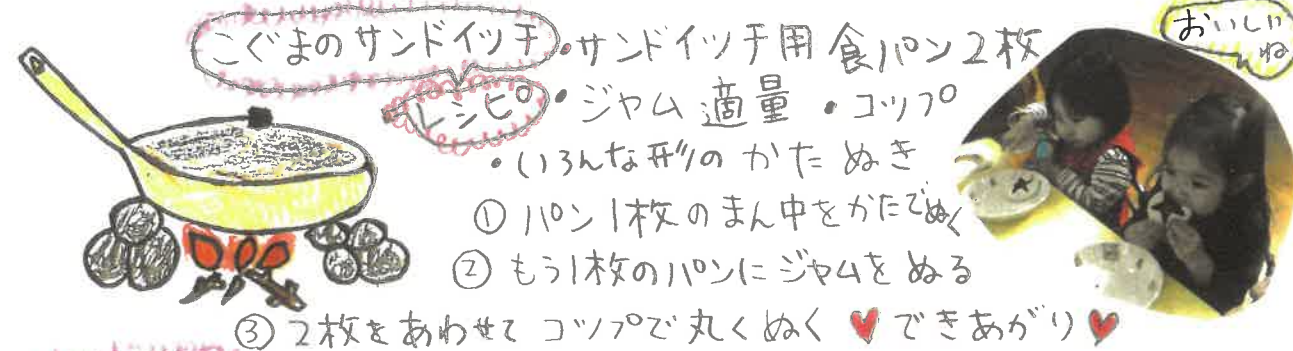 こぐまのサンドイッチ
レシピ
・サンドイッチ用 食パン2枚
・ジャム 適量 ・コップ
・いろんな形の かた ぬき
おいしいね
① パン1枚のまん中をかたでぬく
② もう1枚のパンに ジャムを ぬる
③ 2枚をあわせて コップで丸くぬく ♥ できあがり♥